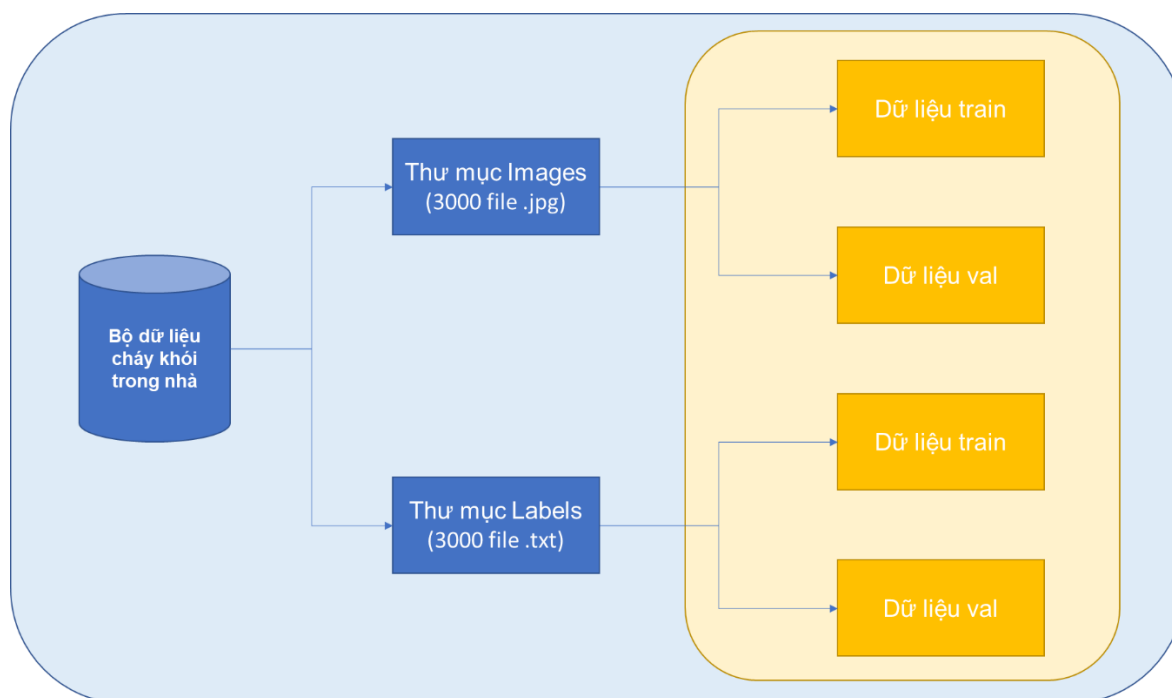 Bộ dữ liệu
cháy khói
trong nhà
Thư mục Images
(3000 file .jpg)
Thư mục Labels
(3000 file .txt)
Dữ liệu train
Dữ liệu val
Dữ liệu train
Dữ liệu val